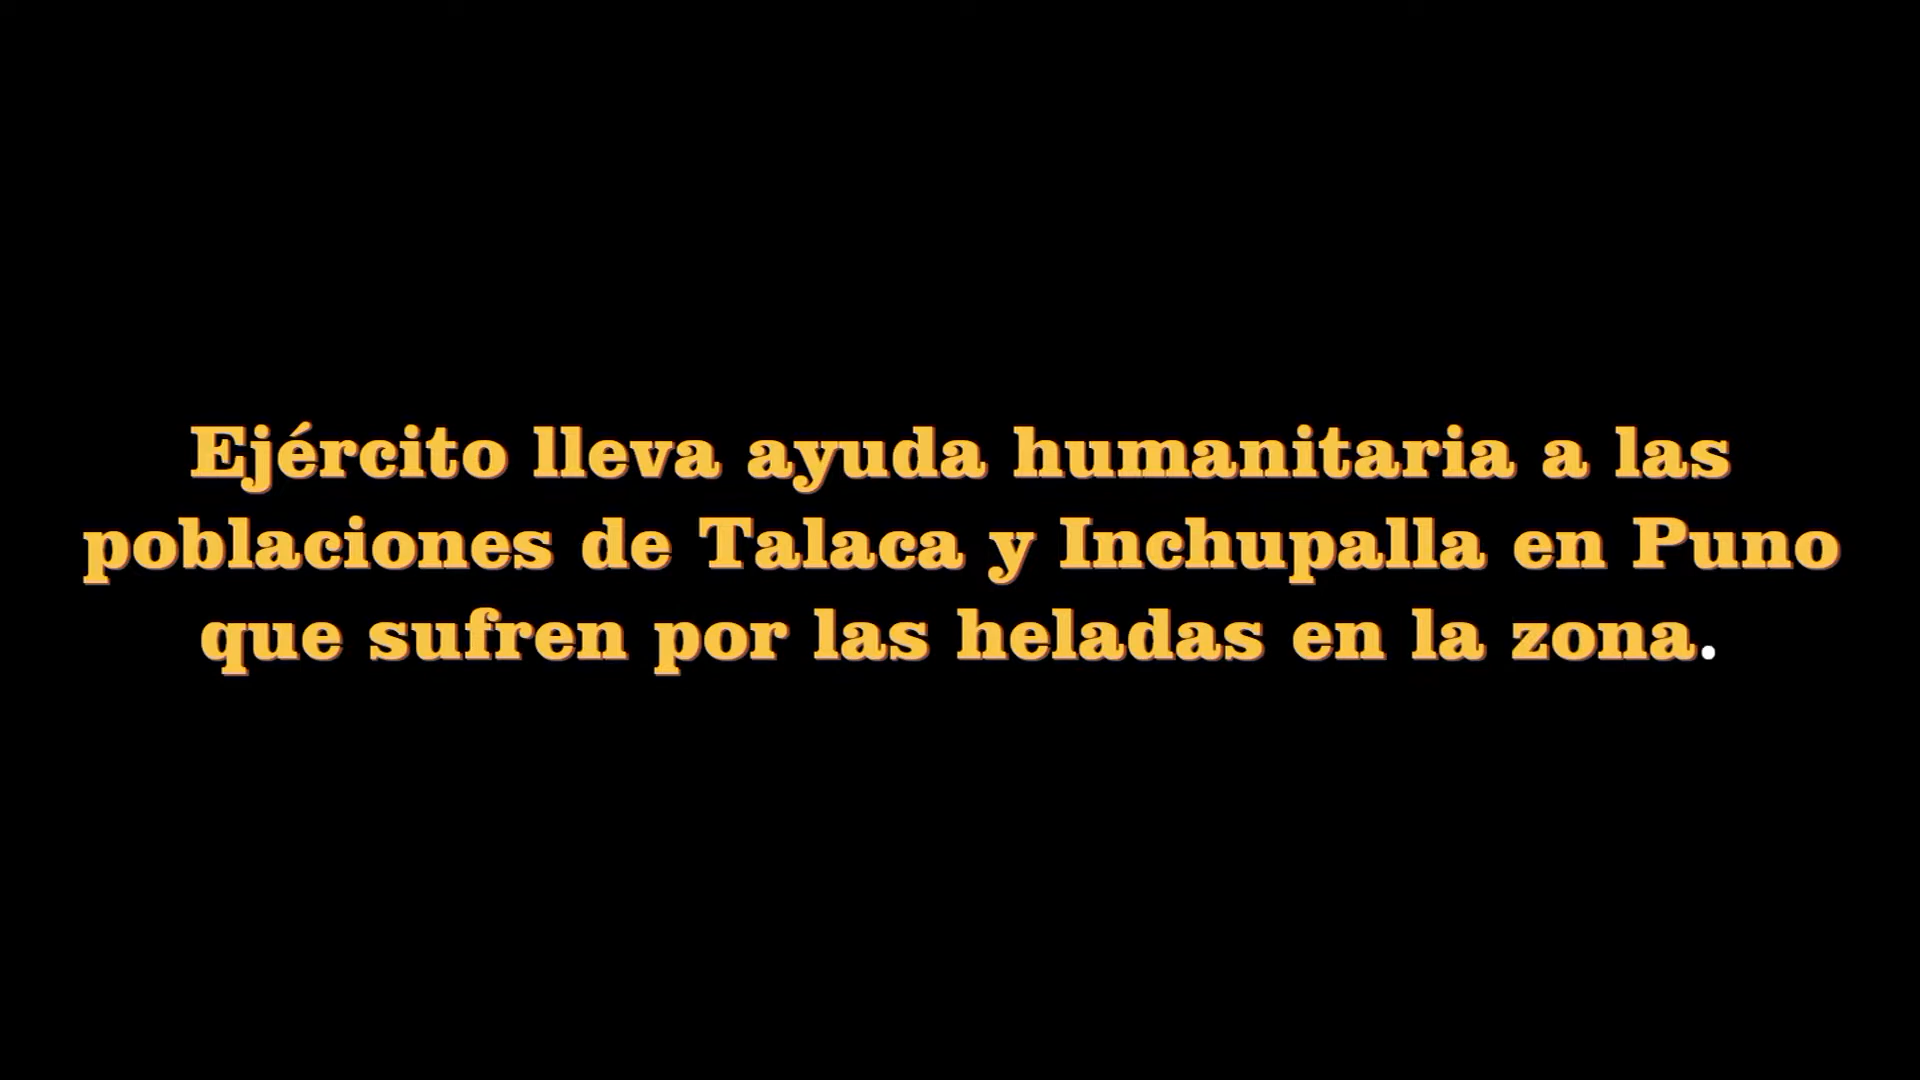 Ejército lleva ayuda humanitaria a las
poblaciones de Talaca y Inchupalla en Puno
que sufren por las heladas en la zona.